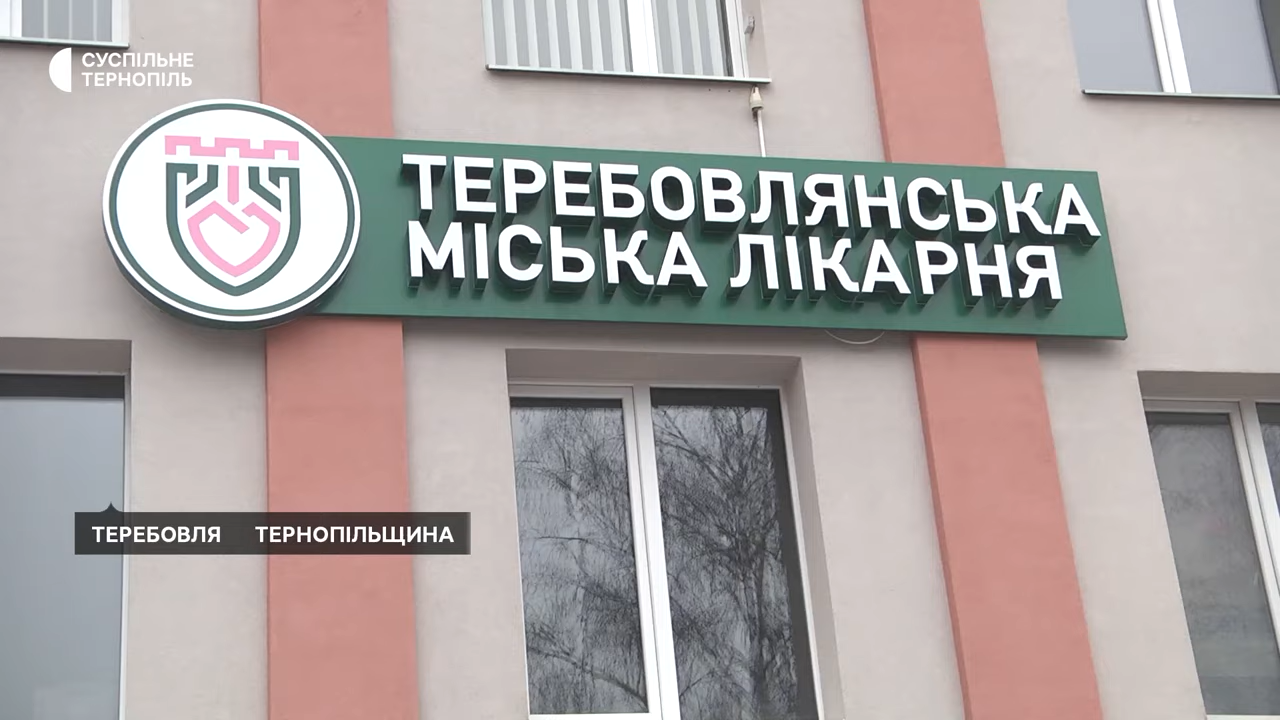 СУСПІЛЬНЕ
ТЕРНОПІЛЬ
ТЕРЕБОВЛЯНСЬКА
МІСЬКА ЛІКАРНЯ
ТЕРЕБОВЛЯ ТЕРНОПІЛЬЩИНА